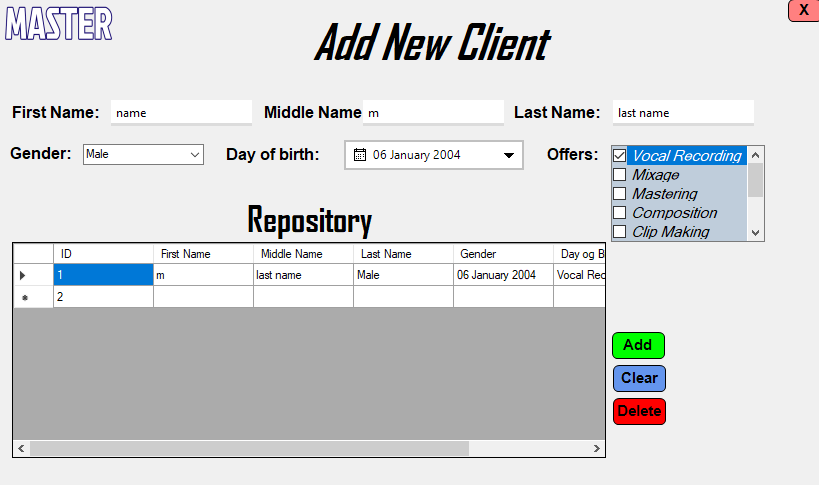 MASTER
X
Add New Client
First Name: name Middle Name m Last Name: last name
Gender: Male Day of birth: 06 January 2004 Offers: Vocal Recording
Mixage
Mastering
Composition
Clip Making
Repository
ID First Name Middle Name Last Name Gender Day og B
1 m last name Male 06 January 2004 Vocal Rec
2
Add
Clear
Delete